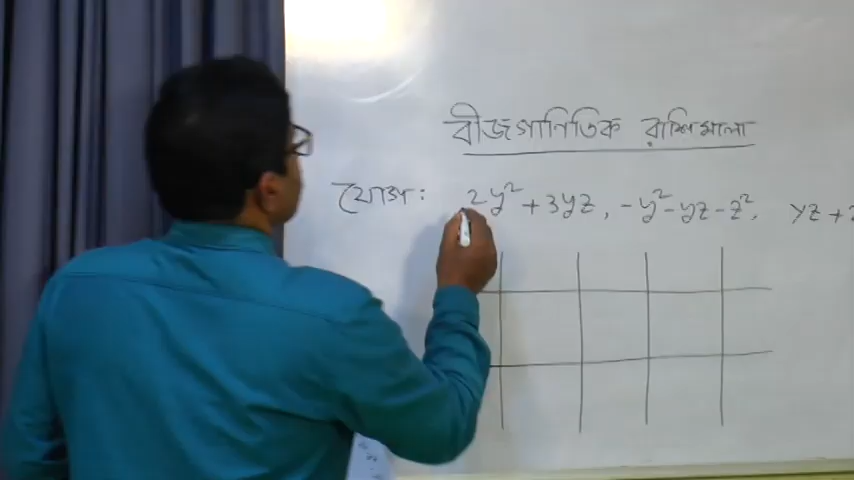 বীজগাণিতিক রাশিমালা
যোগ: 2y² + 3yz, -y² - yz - z², yz +